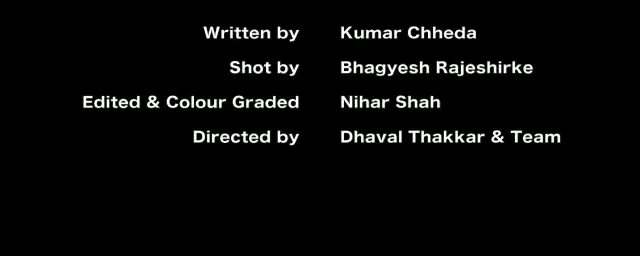 Written by Kumar Chheda
Shot by Bhagyesh Rajeshirke
Edited & Colour Graded Nihar Shah
Directed by Dhaval Thakkar & Team